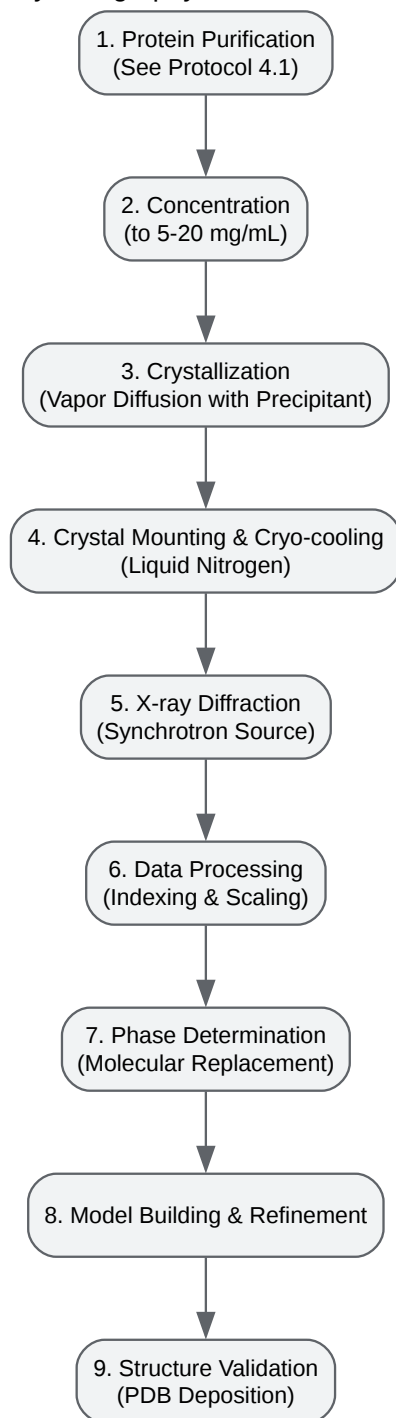 1. Protein Purification
(See Protocol 4.1)
2. Concentration
(to 5-20 mg/mL)
3. Crystallization
(Vapor Diffusion with Precipitant)
4. Crystal Mounting & Cryo-cooling
(Liquid Nitrogen)
5. X-ray Diffraction
(Synchrotron Source)
6. Data Processing
(Indexing & Scaling)
7. Phase Determination
(Molecular Replacement)
8. Model Building & Refinement
9. Structure Validation
(PDB Deposition)